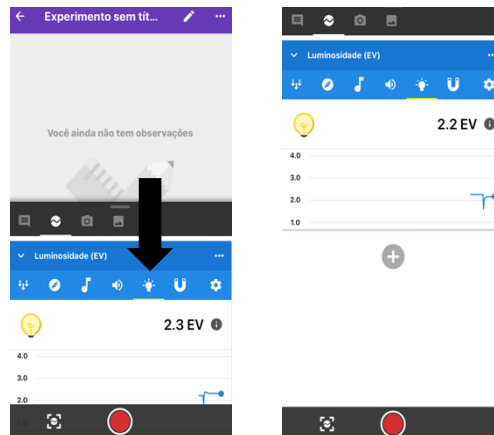 Experimento sem tít...
Você ainda não tem observações
Luminosidade (EV)
2.3 EV
4.0
3.0
2.0
Luminosidade (EV)
2.2 EV
4.0
3.0
2.0
1.0